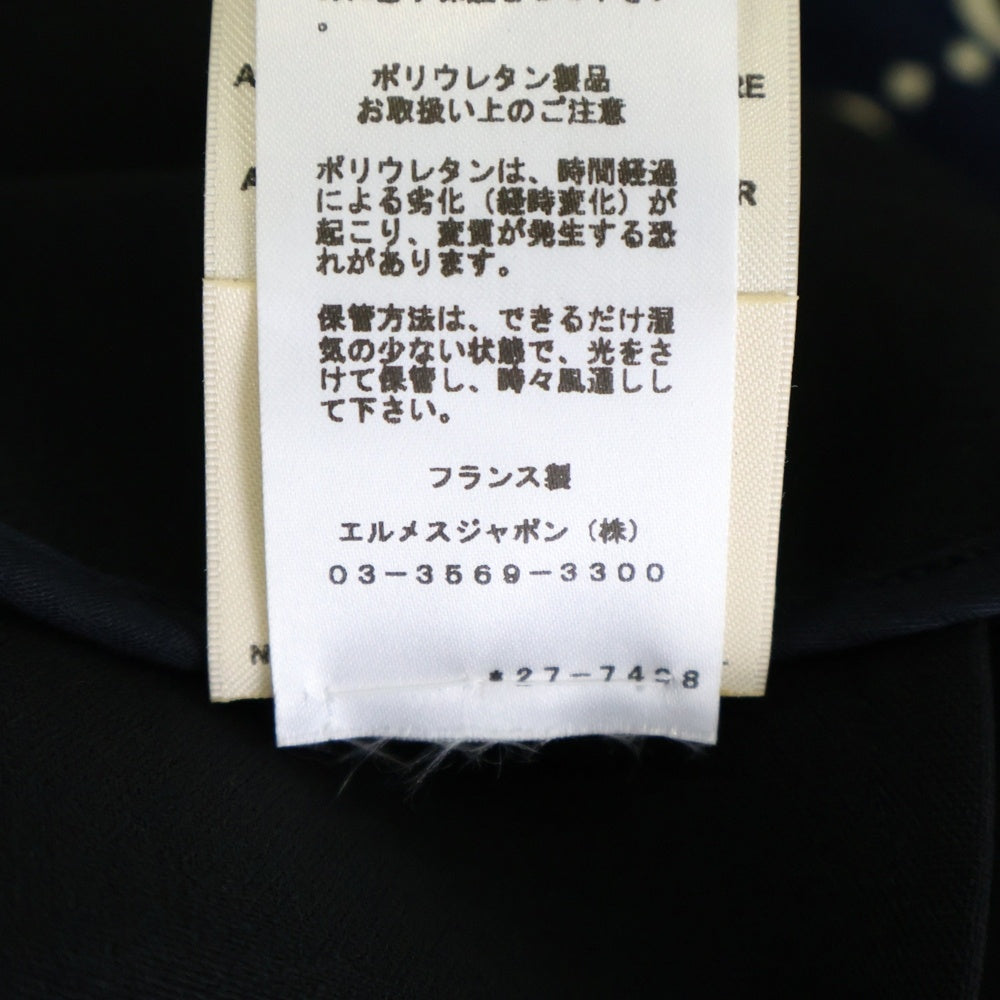 。
ポリウレタン製品
お取扱い上のご注意
ポリウレタンは、時間経過
による劣化（経時変化）が
起こり、変質が発生する恐
れがあります。
保管方法は、できるだけ湿
気の少ない状態で、光をさ
けて保管し、時々風通しし
て下さい。
フランス製
エルメスジャポン（株）
03-3569-3300